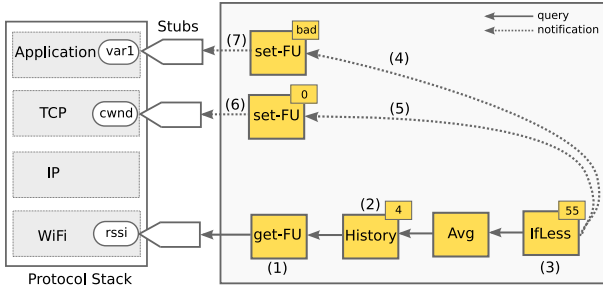 Stubs
query
notification
Application
var1
(7)
set-FU
bad
(4)
TCP
cwnd
(6)
set-FU
0
(5)
IP
WiFi
rssi
get-FU
(1)
(2)
History
4
Avg
IfLess
55
(3)
Protocol Stack